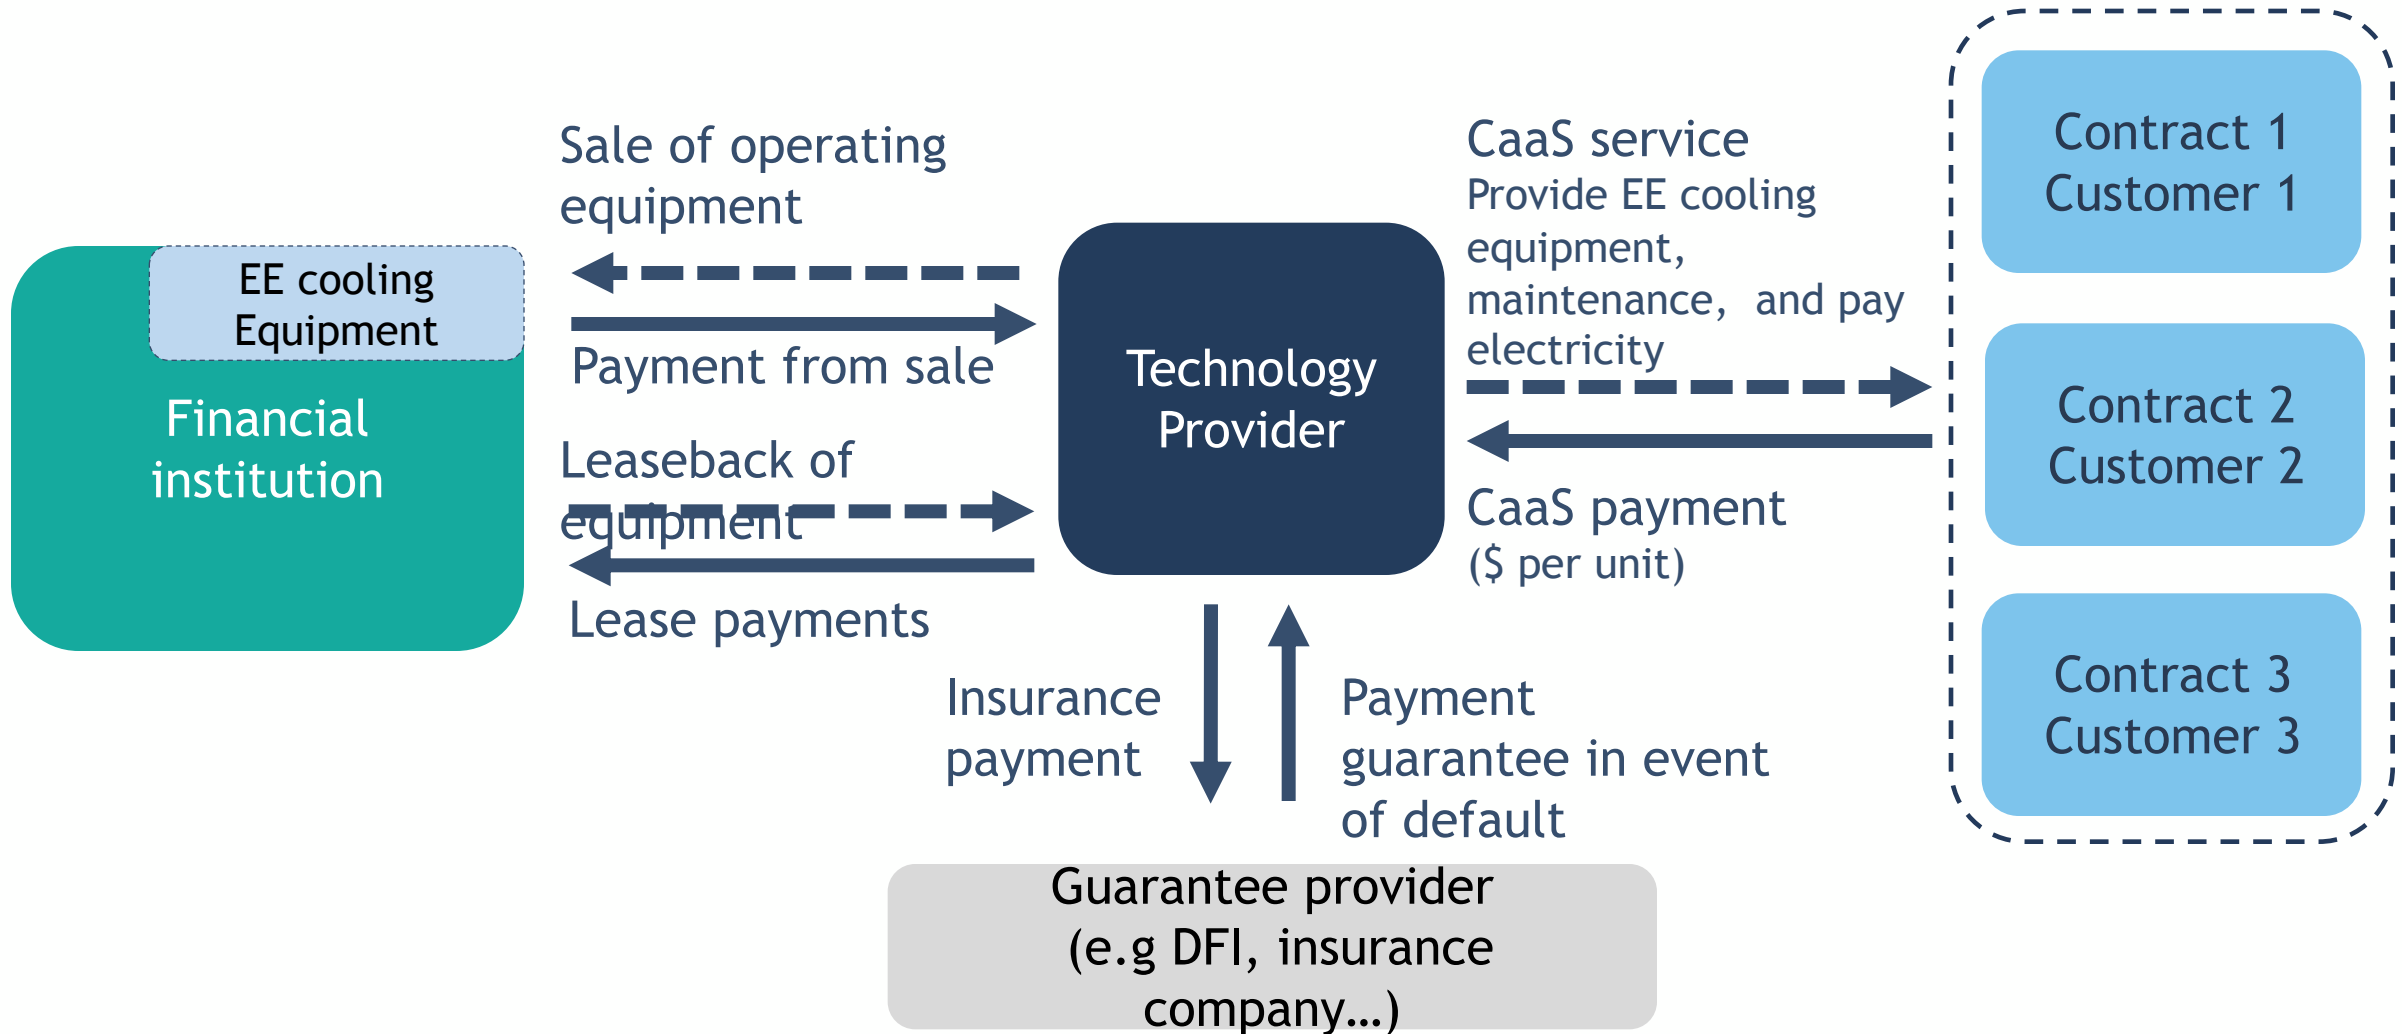 EE cooling
Equipment
Financial
institution
Sale of operating
equipment
Payment from sale
Leaseback of
equipment
Lease payments
Technology
Provider
CaaS service
Provide EE cooling
equipment,
maintenance,  and pay
electricity
CaaS payment
($ per unit)
Contract 1
Customer 1
Contract 2
Customer 2
Contract 3
Customer 3
Insurance
payment
Payment
guarantee in event
of default
Guarantee provider
(e.g DFI, insurance
company…)